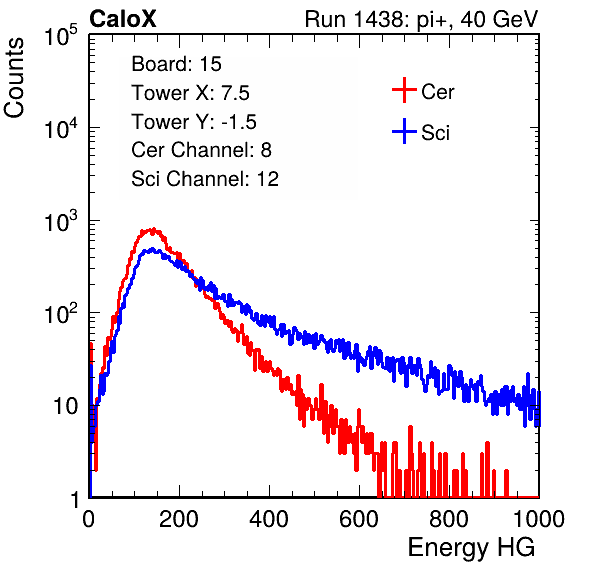 CaloX
Run 1438: pi+, 40 GeV
Counts
10^5
10^4
10^3
10^2
10
1
Board: 15
Tower X: 7.5
Tower Y: -1.5
Cer Channel: 8
Sci Channel: 12
Cer
Sci
0 200 400 600 800 1000
Energy HG